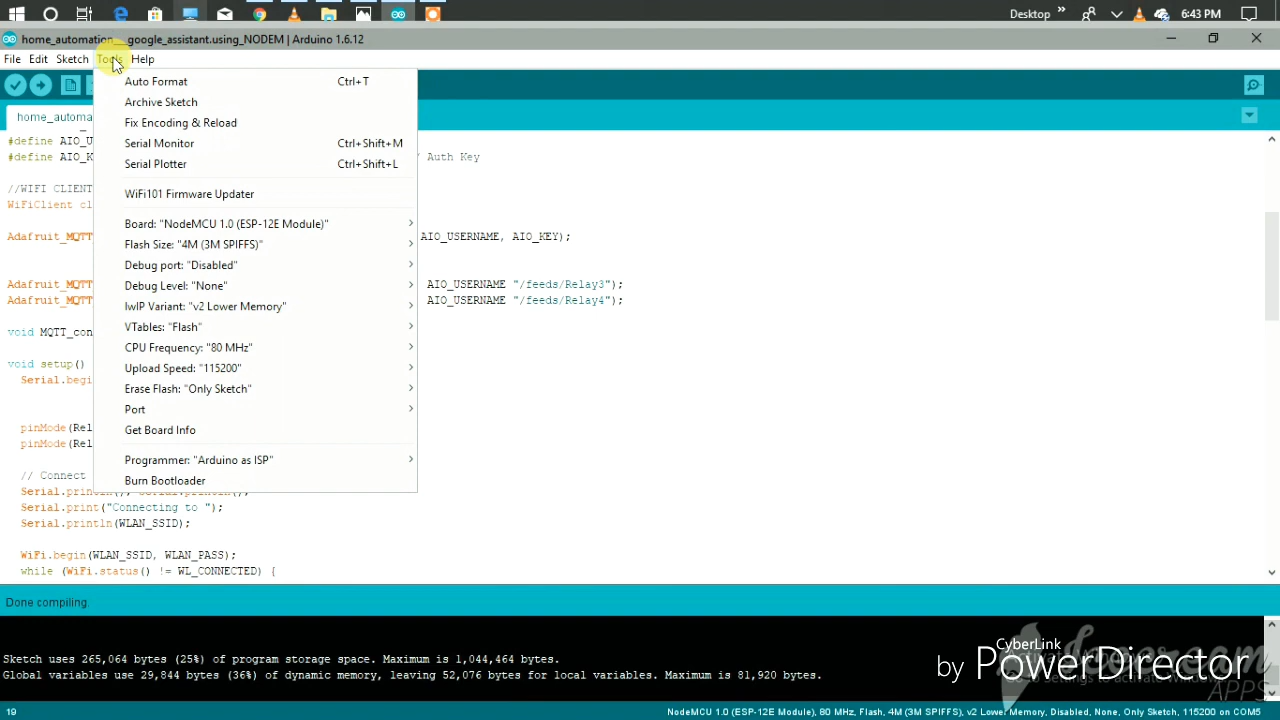 Desktop
6:43 PM
home_automation__google_assistant.using_NODEM | Arduino 1.6.12
File Edit Sketch Tools Help
Auto Format Ctrl+T
Archive Sketch
Fix Encoding & Reload
Serial Monitor Ctrl+Shift+M
Serial Plotter Ctrl+Shift+L
WiFi101 Firmware Updater
Board: "NodeMCU 1.0 (ESP-12E Module)"
Flash Size: "4M (3M SPIFFS)"
Debug port: "Disabled"
Debug Level: "None"
lwIP Variant: "v2 Lower Memory"
VTables: "Flash"
CPU Frequency: "80 MHz"
Upload Speed: "115200"
Erase Flash: "Only Sketch"
Port
Get Board Info
Programmer: "Arduino as ISP"
Burn Bootloader
home_automa
#define AIO_U
#define AIO_K / Auth Key
//WIFI CLIENT
WiFiClient cl
Adafruit_MQTT AIO_USERNAME, AIO_KEY);
Adafruit_MQTT AIO_USERNAME "/feeds/Relay3");
Adafruit_MQTT AIO_USERNAME "/feeds/Relay4");
void MQTT_con
void setup()
Serial.begi
pinMode(Rel
pinMode(Rel
// Connect
Serial.println(); Serial.println();
Serial.print("Connecting to ");
Serial.println(WLAN_SSID);
WiFi.begin(WLAN_SSID, WLAN_PASS);
while (WiFi.status() != WL_CONNECTED) {
Done compiling.
Sketch uses 265,064 bytes (25%) of program storage space. Maximum is 1,044,464 bytes.
Global variables use 29,844 bytes (36%) of dynamic memory, leaving 52,076 bytes for local variables. Maximum is 81,920 bytes.
CyberLink
by PowerDirector
APPS
19
NodeMCU 1.0 (ESP-12E Module), 80 MHz, Flash, 4M (3M SPIFFS), v2 Lower Memory, Disabled, None, Only Sketch, 115200 on COM5